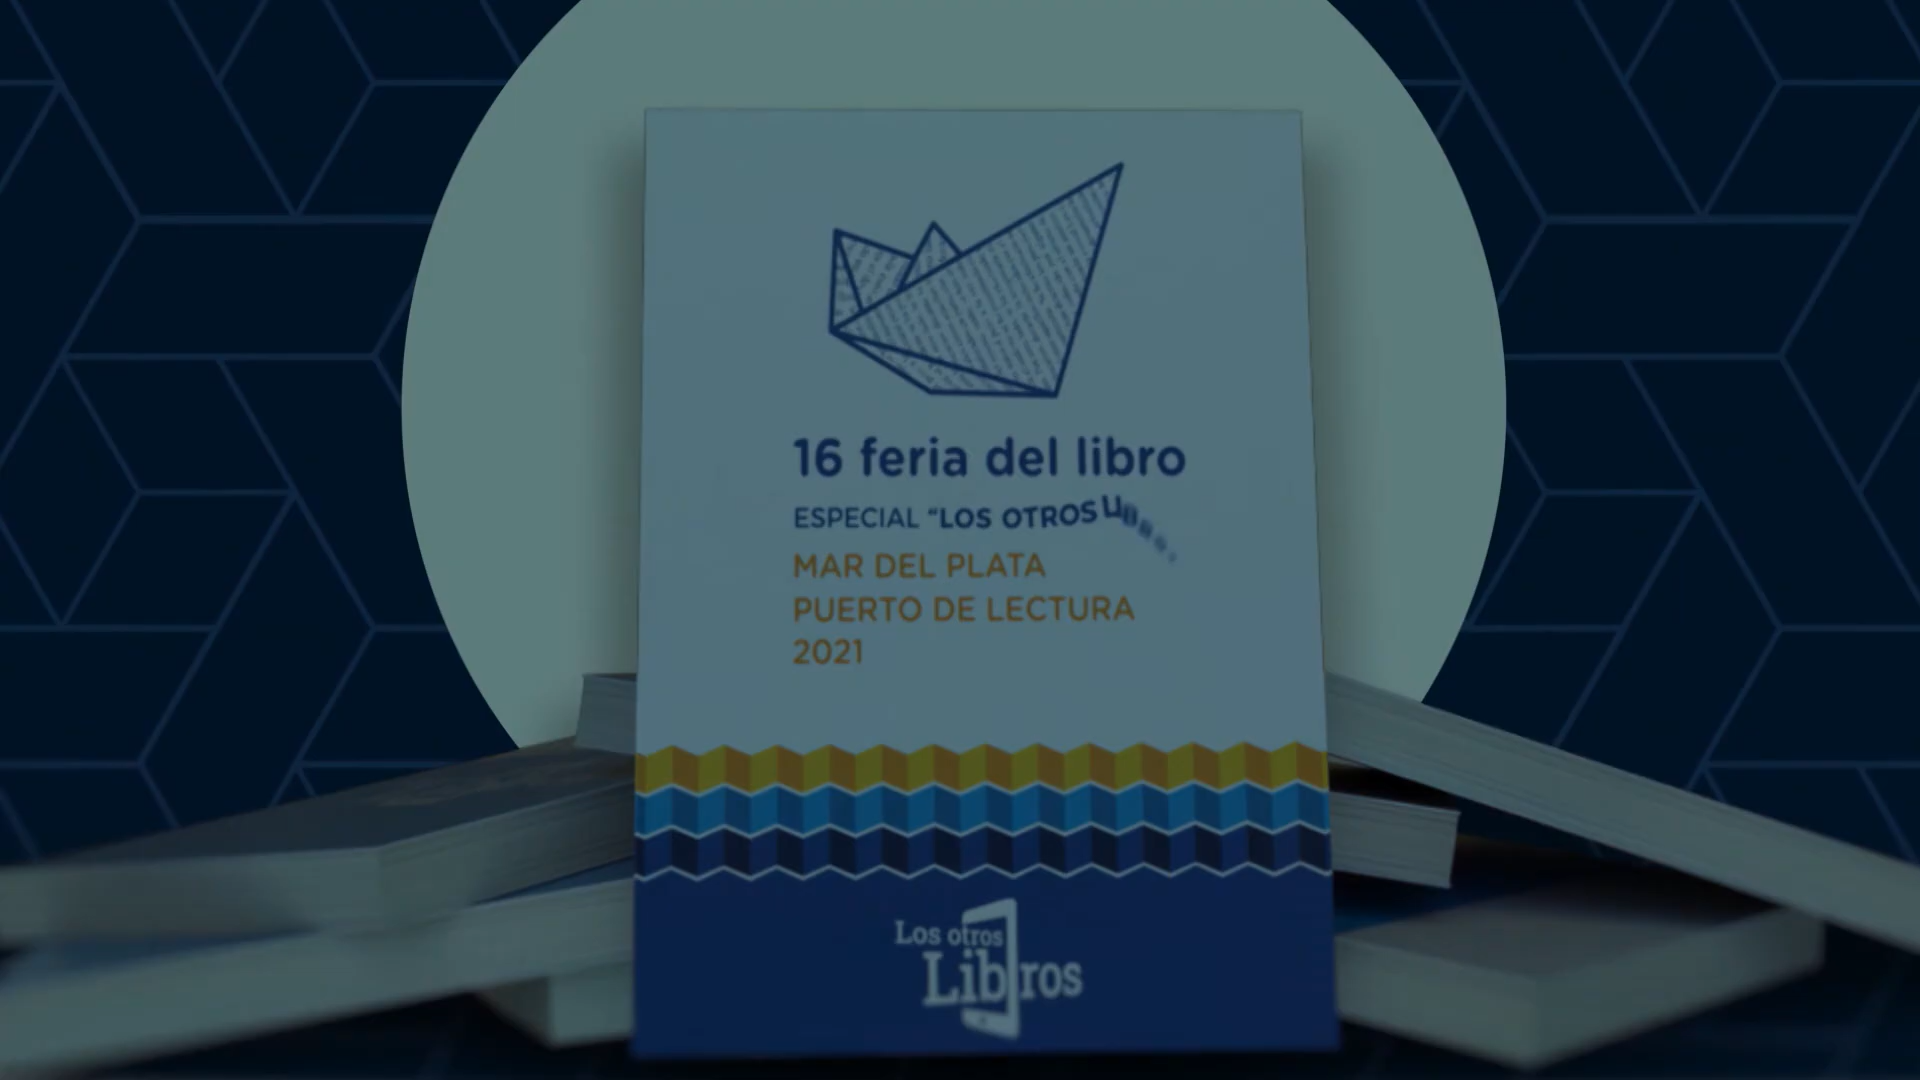 16 feria del libro
ESPECIAL "LOS OTROS
MAR DEL PLATA
PUERTO DE LECTURA
2021
Los otros
Libros